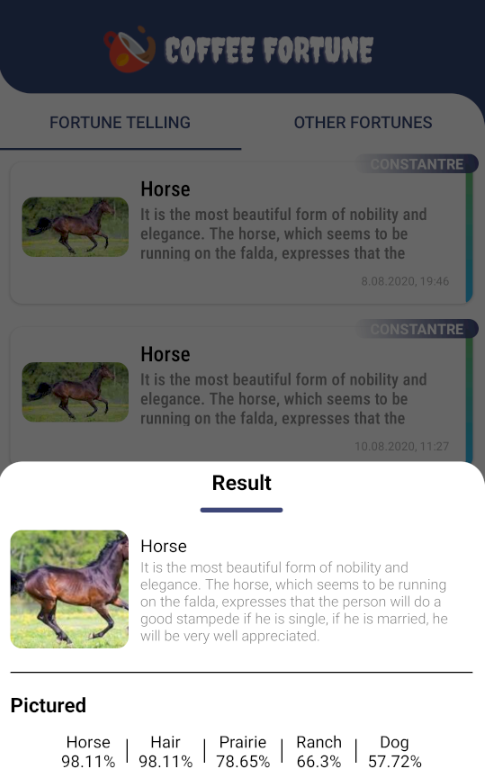 COFFEE FORTUNE
FORTUNE TELLING
OTHER FORTUNES
CONSTANTRE
Horse
It is the most beautiful form of nobility and
elegance. The horse, which seems to be
running on the falda, expresses that the
8.08.2020, 19:46
CONSTANTRE
Horse
It is the most beautiful form of nobility and
elegance. The horse, which seems to be
running on the falda, expresses that the
10.08.2020, 11:27
Result
Horse
It is the most beautiful form of nobility and
elegance. The horse, which seems to be running
on the falda, expresses that the person will do a
good stampede if he is single, if he is married, he
will be very well appreciated.
Pictured
Horse Hair Prairie Ranch Dog
98.11% 98.11% 78.65% 66.3% 57.72%